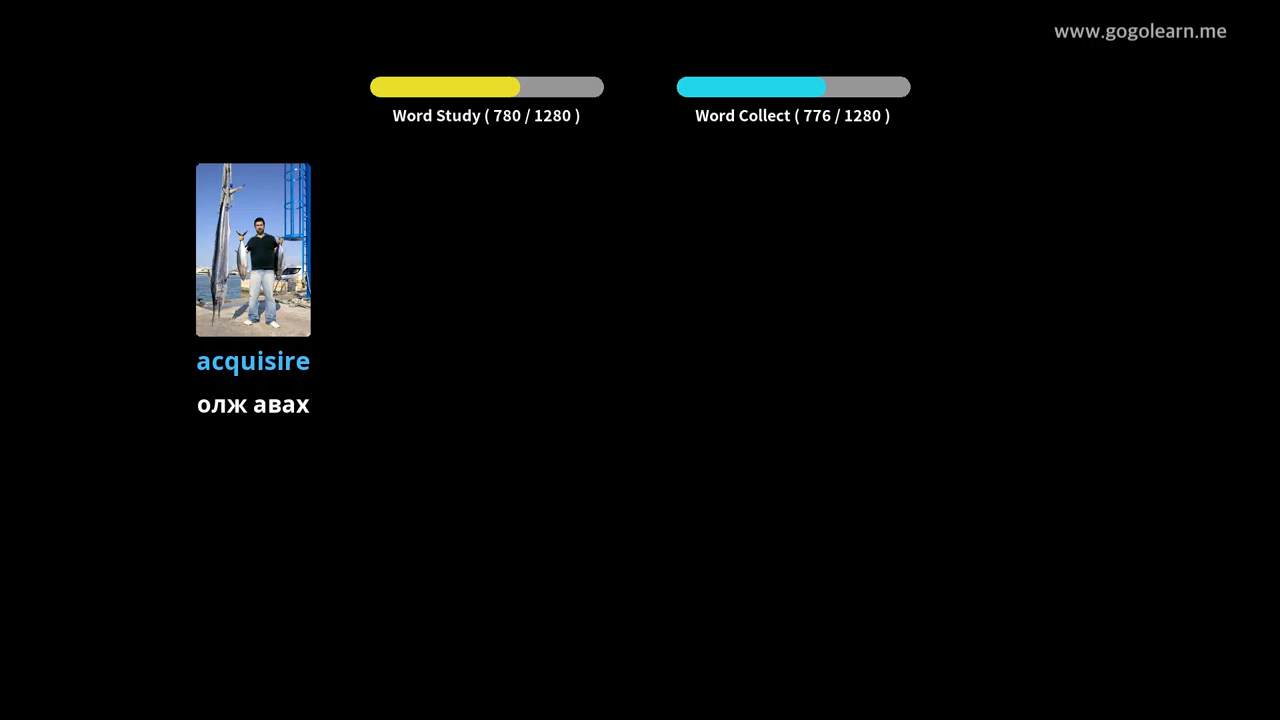 www.gogolearn.me
Word Study ( 780 / 1280 )
Word Collect ( 776 / 1280 )
acquisire
олж авах